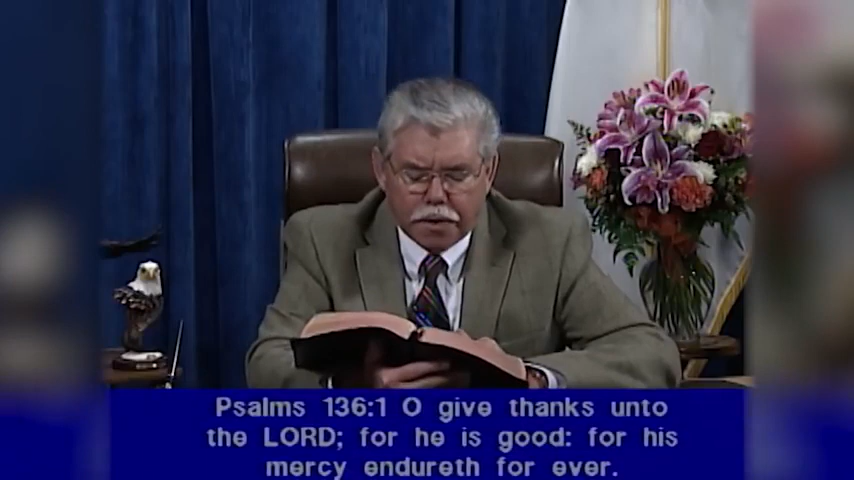 Psalms 136:1 O give thanks unto
the LORD; for he is good: for his
mercy endureth for ever.